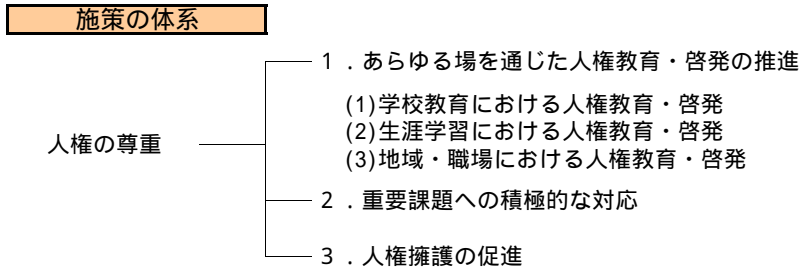 施策の体系
1．あらゆる場を通じた人権教育・啓発の推進
(1)学校教育における人権教育・啓発
(2)生涯学習における人権教育・啓発
人権の尊重
(3)地域・職場における人権教育・啓発
2．重要課題への積極的な対応
3．人権擁護の促進